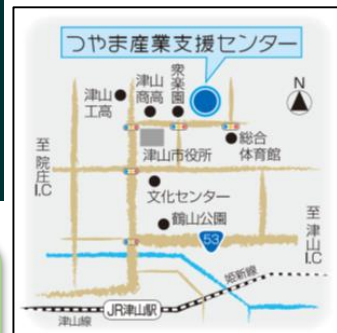 つやま産業支援センター
N
津山
工高
津山
商高
衆楽園
津山市役所
総合
体育館
至院庄I.C
文化センター
鶴山公園
53
至津山I.C
姫新線
JR津山駅
津山線